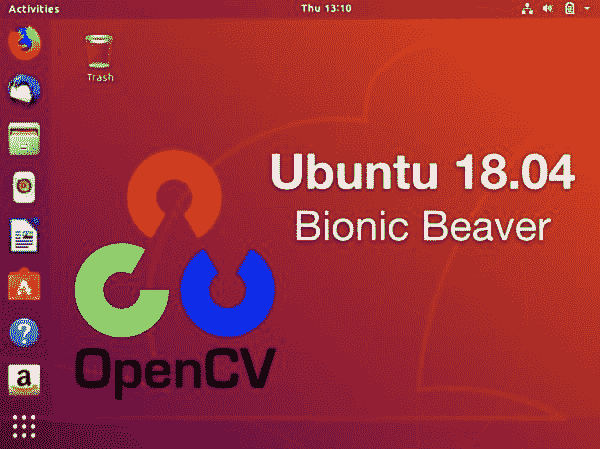 Activities
Thu 13:10
Trash
Ubuntu 18.04
Bionic Beaver
OpenCV
a